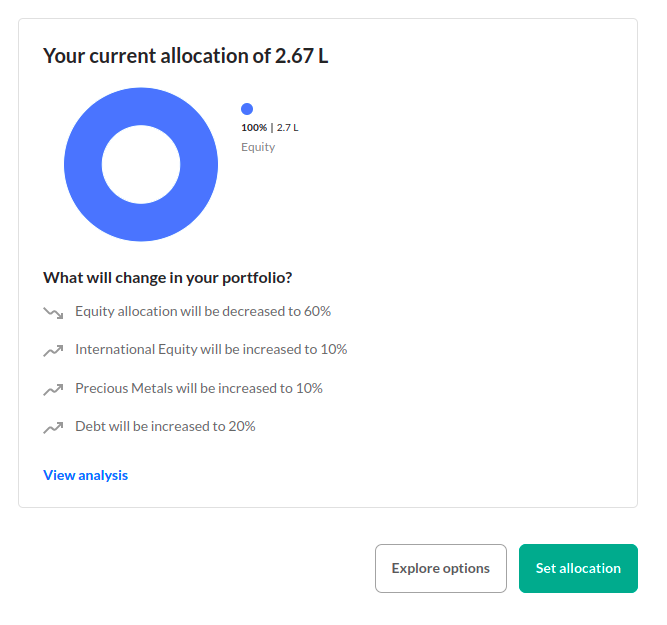 Your current allocation of 2.67 L
100% | 2.7 L
Equity
What will change in your portfolio?
Equity allocation will be decreased to 60%
International Equity will be increased to 10%
Precious Metals will be increased to 10%
Debt will be increased to 20%
View analysis
Explore options
Set allocation